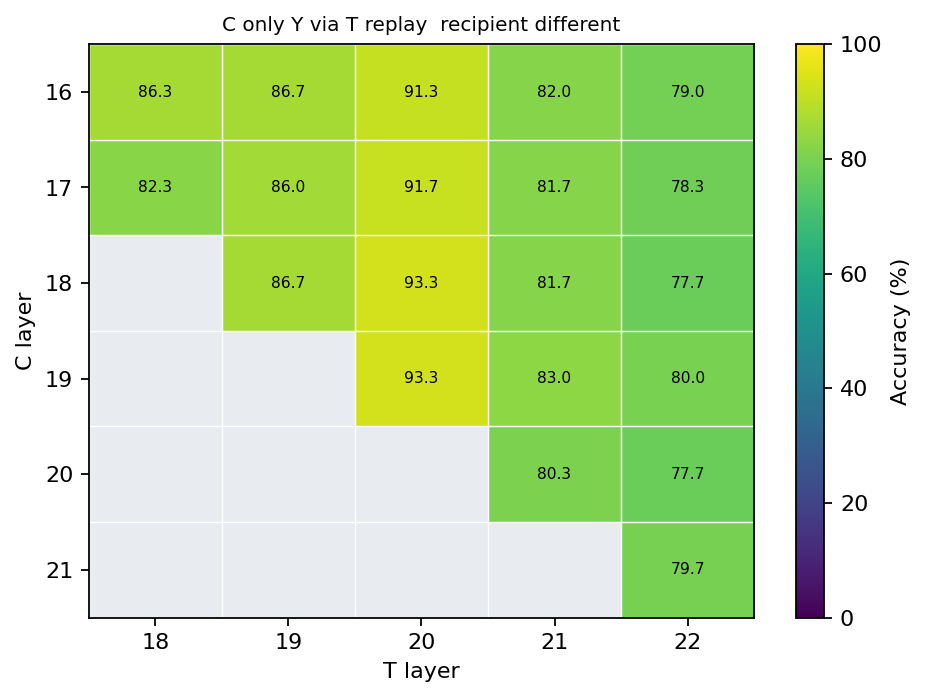 C only Y via T replay  recipient different
16 86.3 86.7 91.3 82.0 79.0
17 82.3 86.0 91.7 81.7 78.3
18 86.7 93.3 81.7 77.7
19 93.3 83.0 80.0
20 80.3 77.7
21 79.7
18 19 20 21 22
T layer
C layer
100
80
60
40
20
0
Accuracy (%)